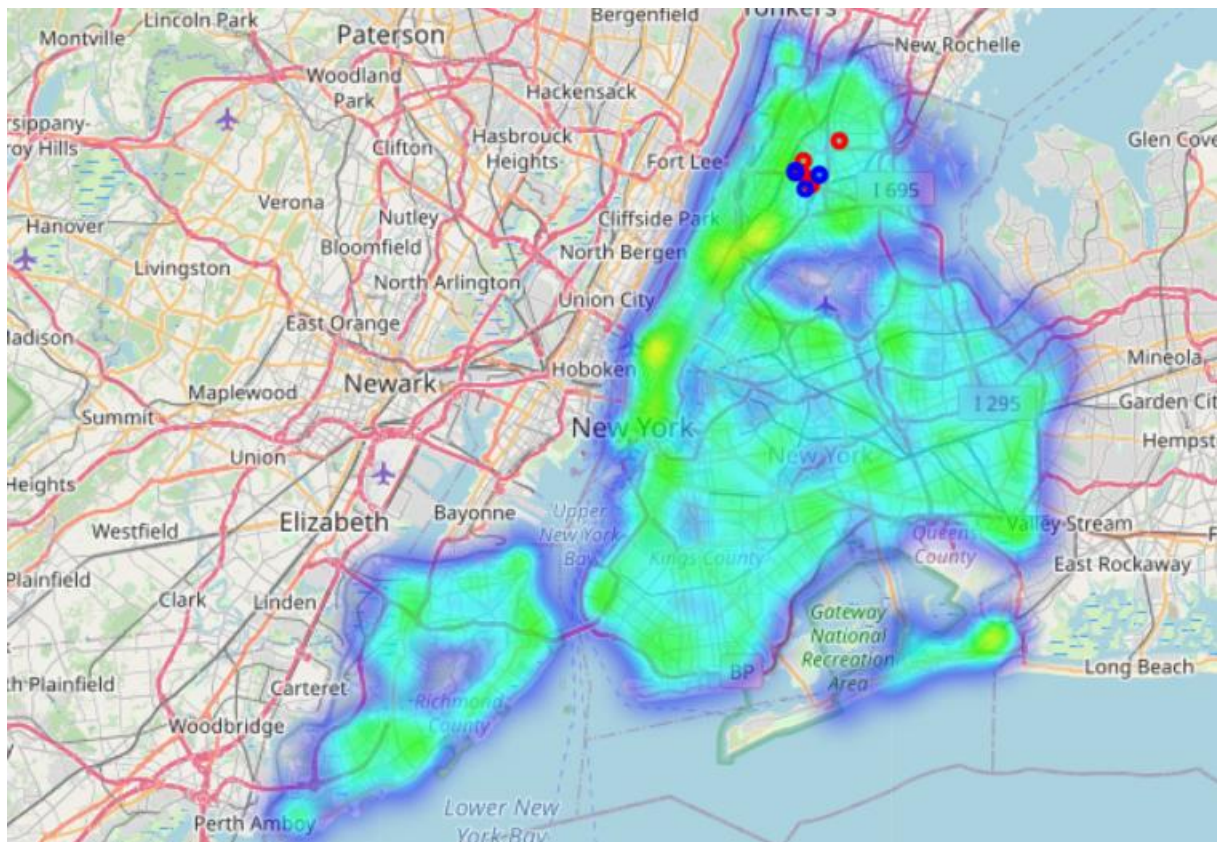 Lincoln Park
Bergenfield
Yonkers
Montville
Paterson
New Rochelle
Woodland
Park
Hackensack
sippany-
roy Hills
Clifton
Hasbrouck
Heights
Fort Lee
Glen Cove
Verona
I 695
Hanover
Nutley
Cliffside Park
Bloomfield
North Bergen
Livingston
North Arlington
Union City
East Orange
Madison
Mineola
Hoboken
Newark
Maplewood
I 295
Garden Cit
Summit
New York
Hempst
Union
New York
Heights
Elizabeth
Bayonne
Upper
New York
Bay
Westfield
Valley Stream
Queens
County
Kings County
East Rockaway
Plainfield
Clark
Linden
Gateway
National
Recreation
Area
Long Beach
th Plainfield
Carteret
BP
Richmond
County
Woodbridge
Perth Amboy
Lower New
York Bay